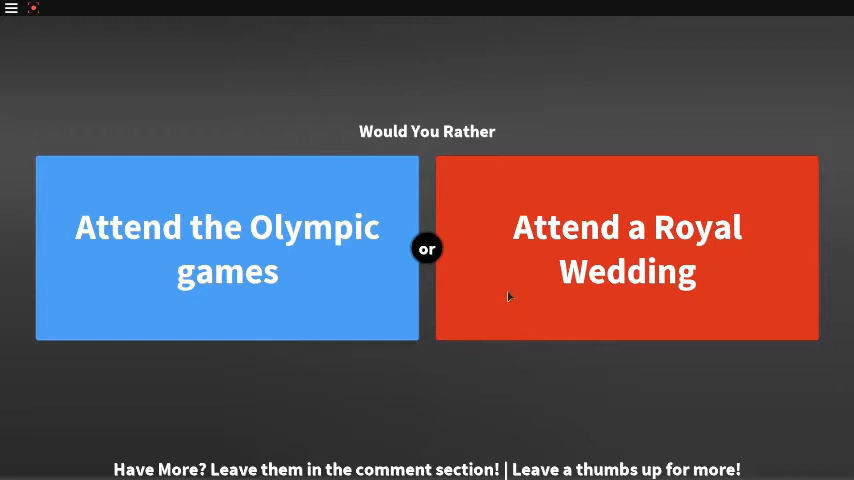 Would You Rather
Attend the Olympic
games
or
Attend a Royal
Wedding
Have More? Leave them in the comment section! | Leave a thumbs up for more!